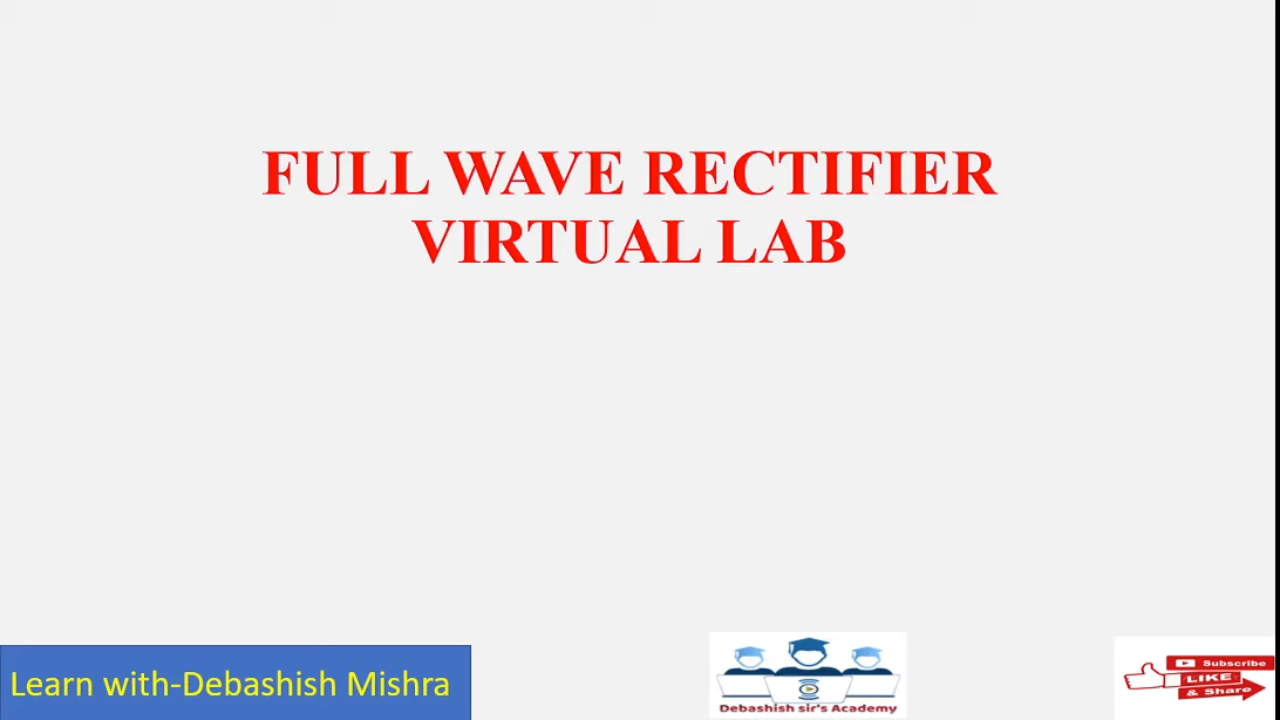 FULL WAVE RECTIFIER
VIRTUAL LAB
Learn with-Debashish Mishra
Debashish sir's Academy
Subscribe
LIKE
& Share